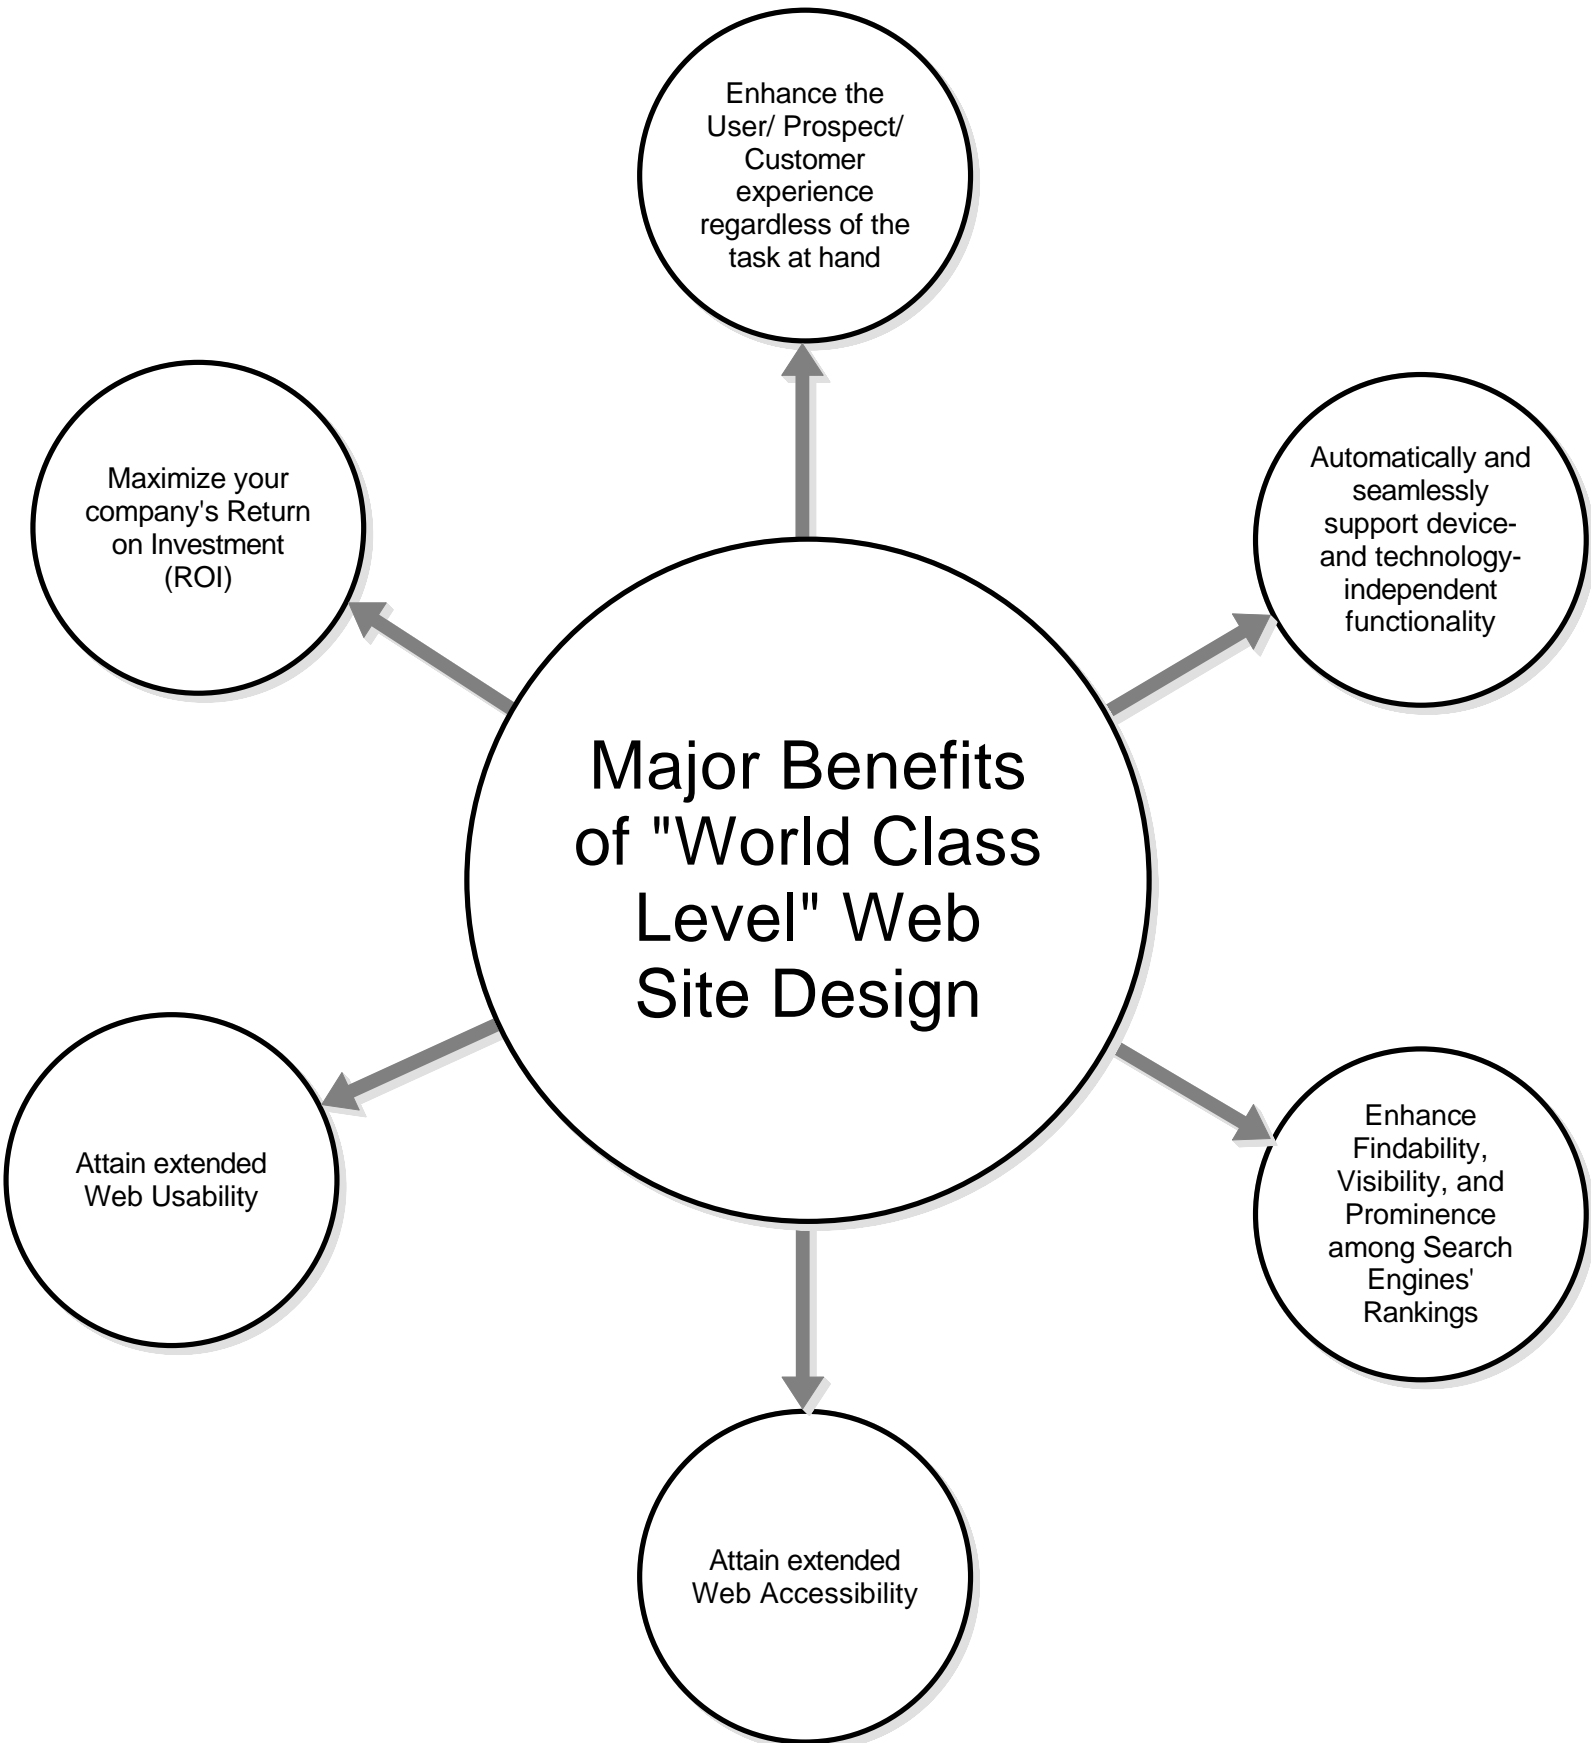 Enhance the
User/ Prospect/
Customer
experience
regardless of the
task at hand
Maximize your
company's Return
on Investment
(ROI)
Automatically and
seamlessly
support device-
and technology-
independent
functionality
Major Benefits
of "World Class
Level" Web
Site Design
Attain extended
Web Usability
Enhance
Findability,
Visibility, and
Prominence
among Search
Engines'
Rankings
Attain extended
Web Accessibility